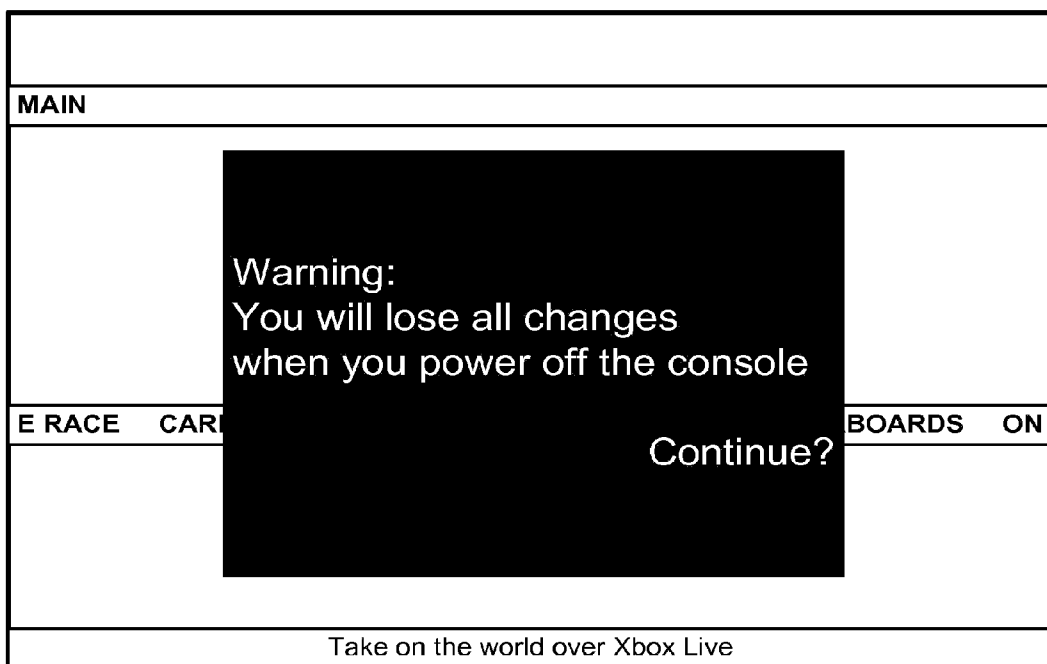 MAIN
Warning:
You will lose all changes
when you power off the console
E RACE CAR BOARDS ON
Continue?
Take on the world over Xbox Live